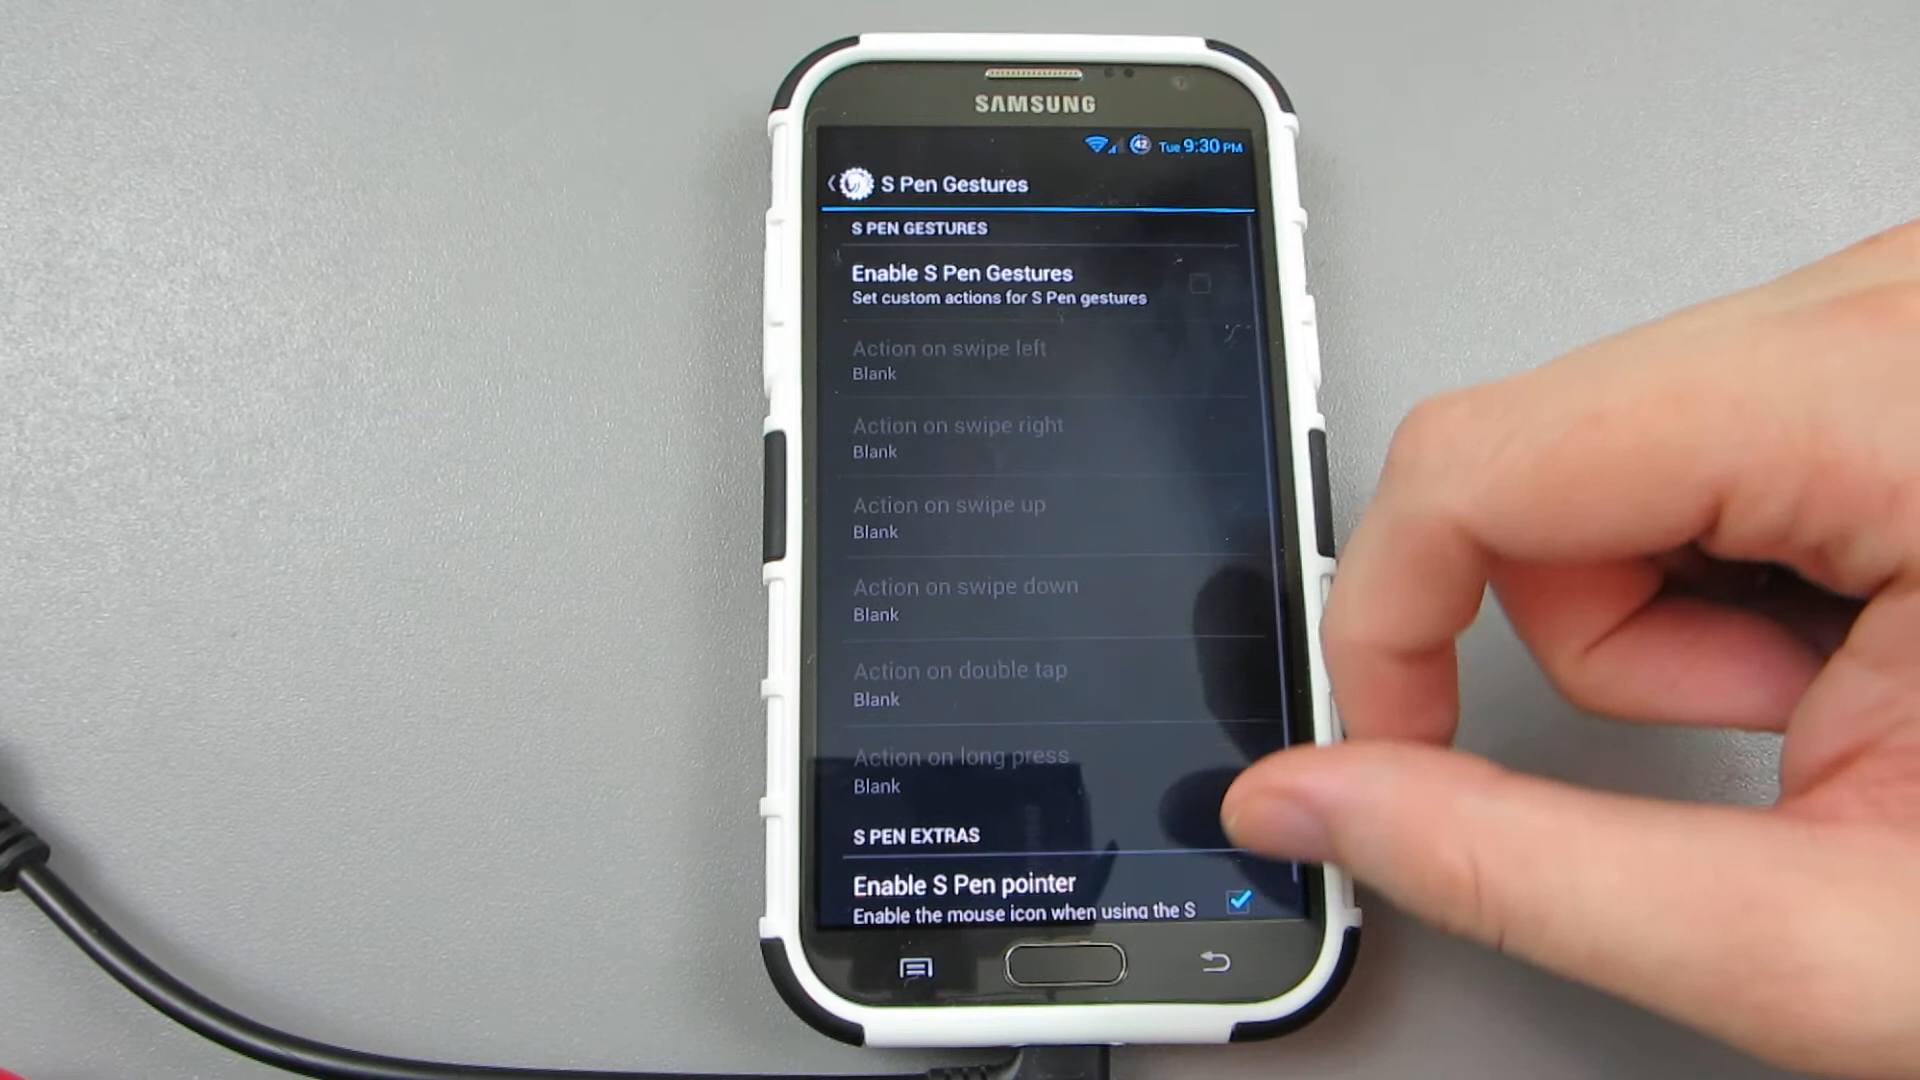 SAMSUNG
42 Tue 9:30 PM
S Pen Gestures
S PEN GESTURES
Enable S Pen Gestures
Set custom actions for S Pen gestures
Action on swipe left
Blank
Action on swipe right
Blank
Action on swipe up
Blank
Action on swipe down
Blank
Action on double tap
Blank
Action on long press
Blank
S PEN EXTRAS
Enable S Pen pointer
Enable the mouse icon when using the S